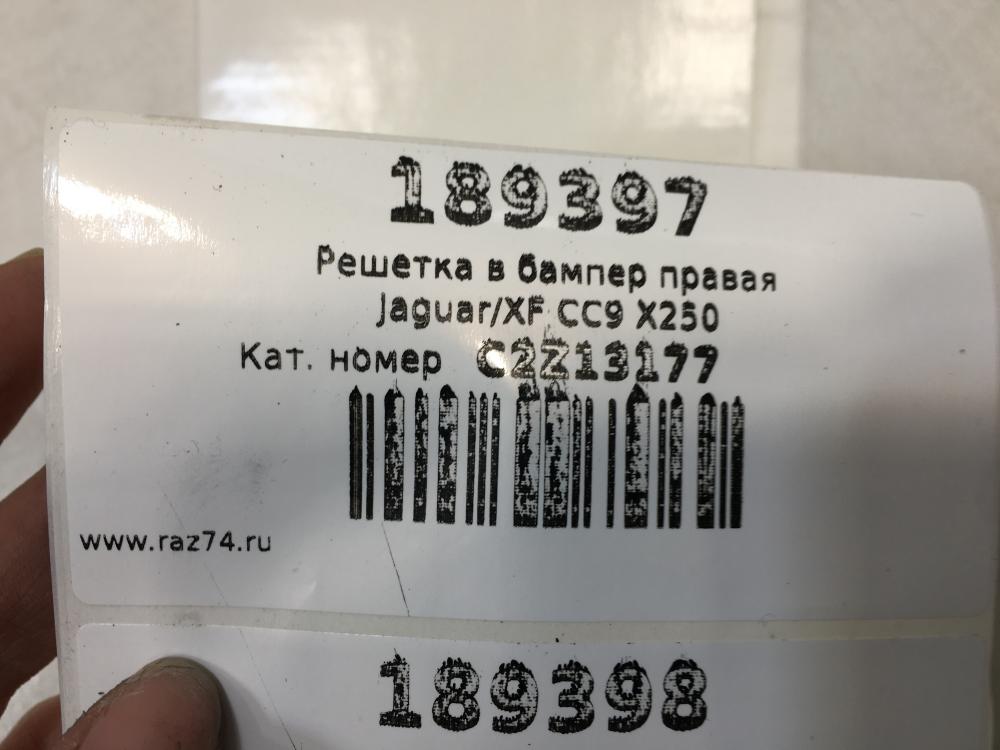 189397
Решетка в бампер правая
Jaguar/XF CC9 X250
Кат. номер C2Z13177
www.raz74.ru
189398